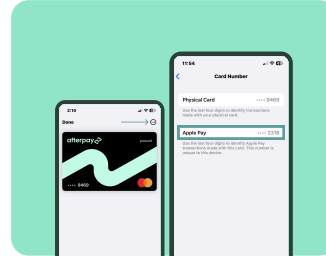 2:10
Done
afterpay
prepaid
•••• 9469
11:54
Card Number
Physical Card •••• 9469
Use the last four digits to identify transactions
made with your physical card.
Apple Pay •••• 2318
Use the last four digits to identify Apple Pay
transactions made with this card. This number is
unique to this device.